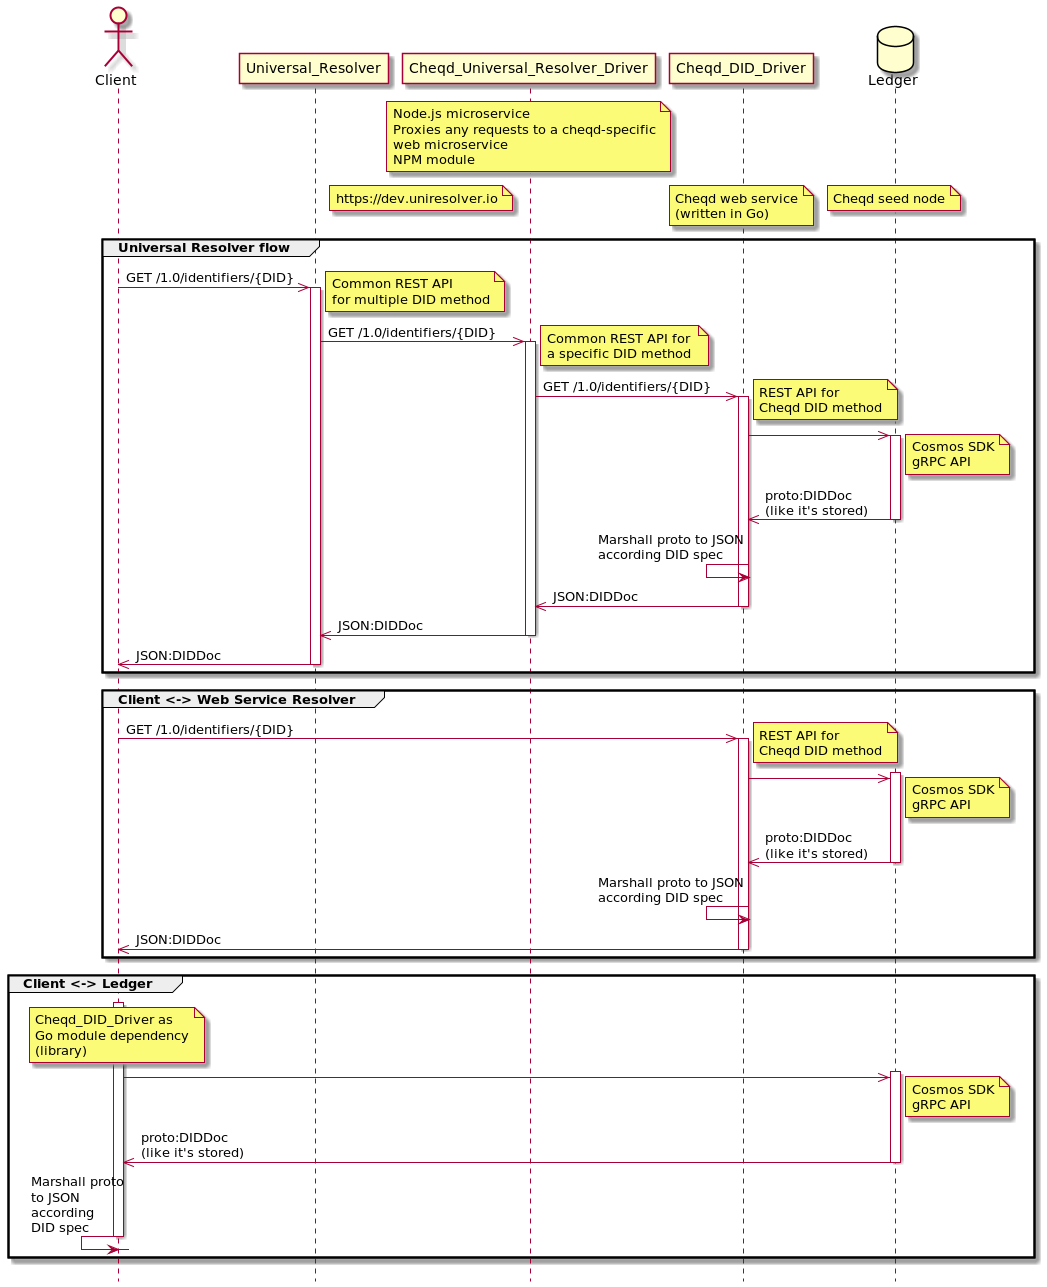 Client
Universal_Resolver
Cheqd_Universal_Resolver_Driver
Cheqd_DID_Driver
Ledger
Node.js microservice
Proxies any requests to a cheqd-specific
web microservice
NPM module
https://dev.uniresolver.io
Cheqd web service
(written in Go)
Cheqd seed node
Universal Resolver flow
GET /1.0/identifiers/{DID}
Common REST API
for multiple DID method
GET /1.0/identifiers/{DID}
Common REST API for
a specific DID method
GET /1.0/identifiers/{DID}
REST API for
Cheqd DID method
Cosmos SDK
gRPC API
proto:DIDDoc
(like it's stored)
Marshall proto to JSON
according DID spec
JSON:DIDDoc
JSON:DIDDoc
JSON:DIDDoc
Client <-> Web Service Resolver
GET /1.0/identifiers/{DID}
REST API for
Cheqd DID method
Cosmos SDK
gRPC API
proto:DIDDoc
(like it's stored)
Marshall proto to JSON
according DID spec
JSON:DIDDoc
Client <-> Ledger
Cheqd_DID_Driver as
Go module dependency
(library)
Cosmos SDK
gRPC API
proto:DIDDoc
(like it's stored)
Marshall proto
to JSON
according
DID spec